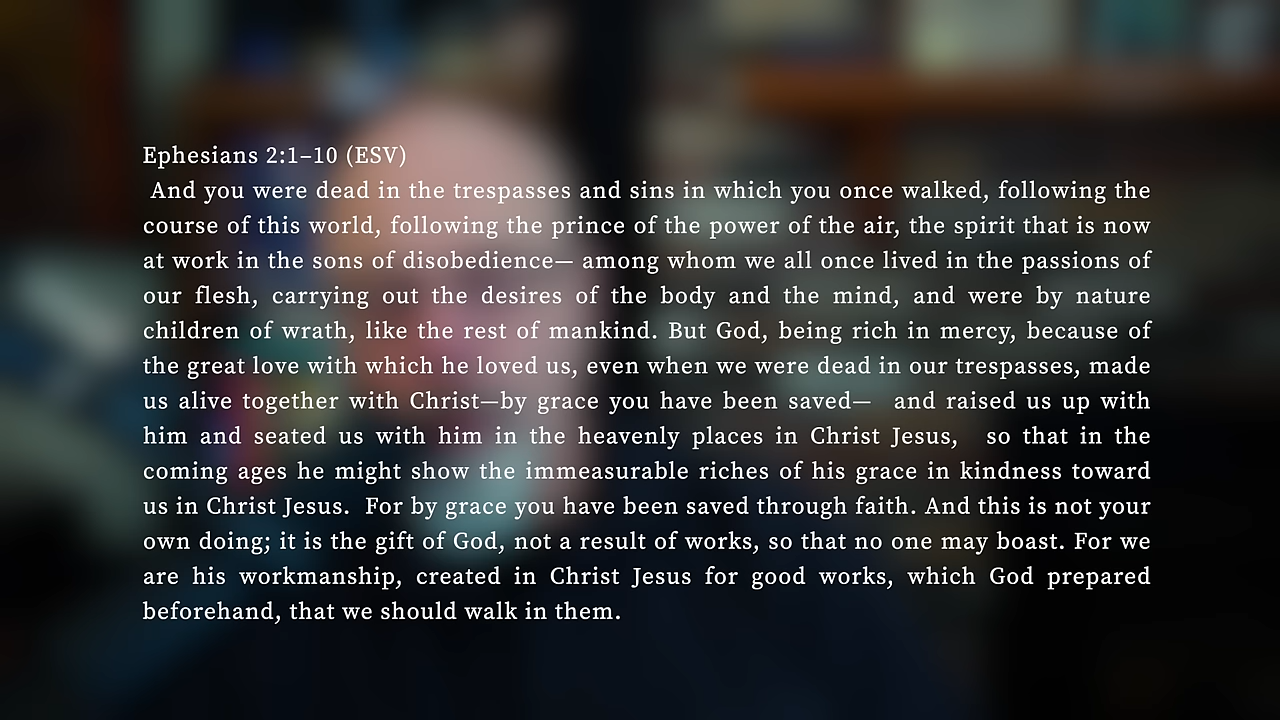 Ephesians 2:1–10 (ESV)
And you were dead in the trespasses and sins in which you once walked, following the
course of this world, following the prince of the power of the air, the spirit that is now
at work in the sons of disobedience— among whom we all once lived in the passions of
our flesh, carrying out the desires of the body and the mind, and were by nature
children of wrath, like the rest of mankind. But God, being rich in mercy, because of
the great love with which he loved us, even when we were dead in our trespasses, made
us alive together with Christ—by grace you have been saved— and raised us up with
him and seated us with him in the heavenly places in Christ Jesus, so that in the
coming ages he might show the immeasurable riches of his grace in kindness toward
us in Christ Jesus. For by grace you have been saved through faith. And this is not your
own doing; it is the gift of God, not a result of works, so that no one may boast. For we
are his workmanship, created in Christ Jesus for good works, which God prepared
beforehand, that we should walk in them.